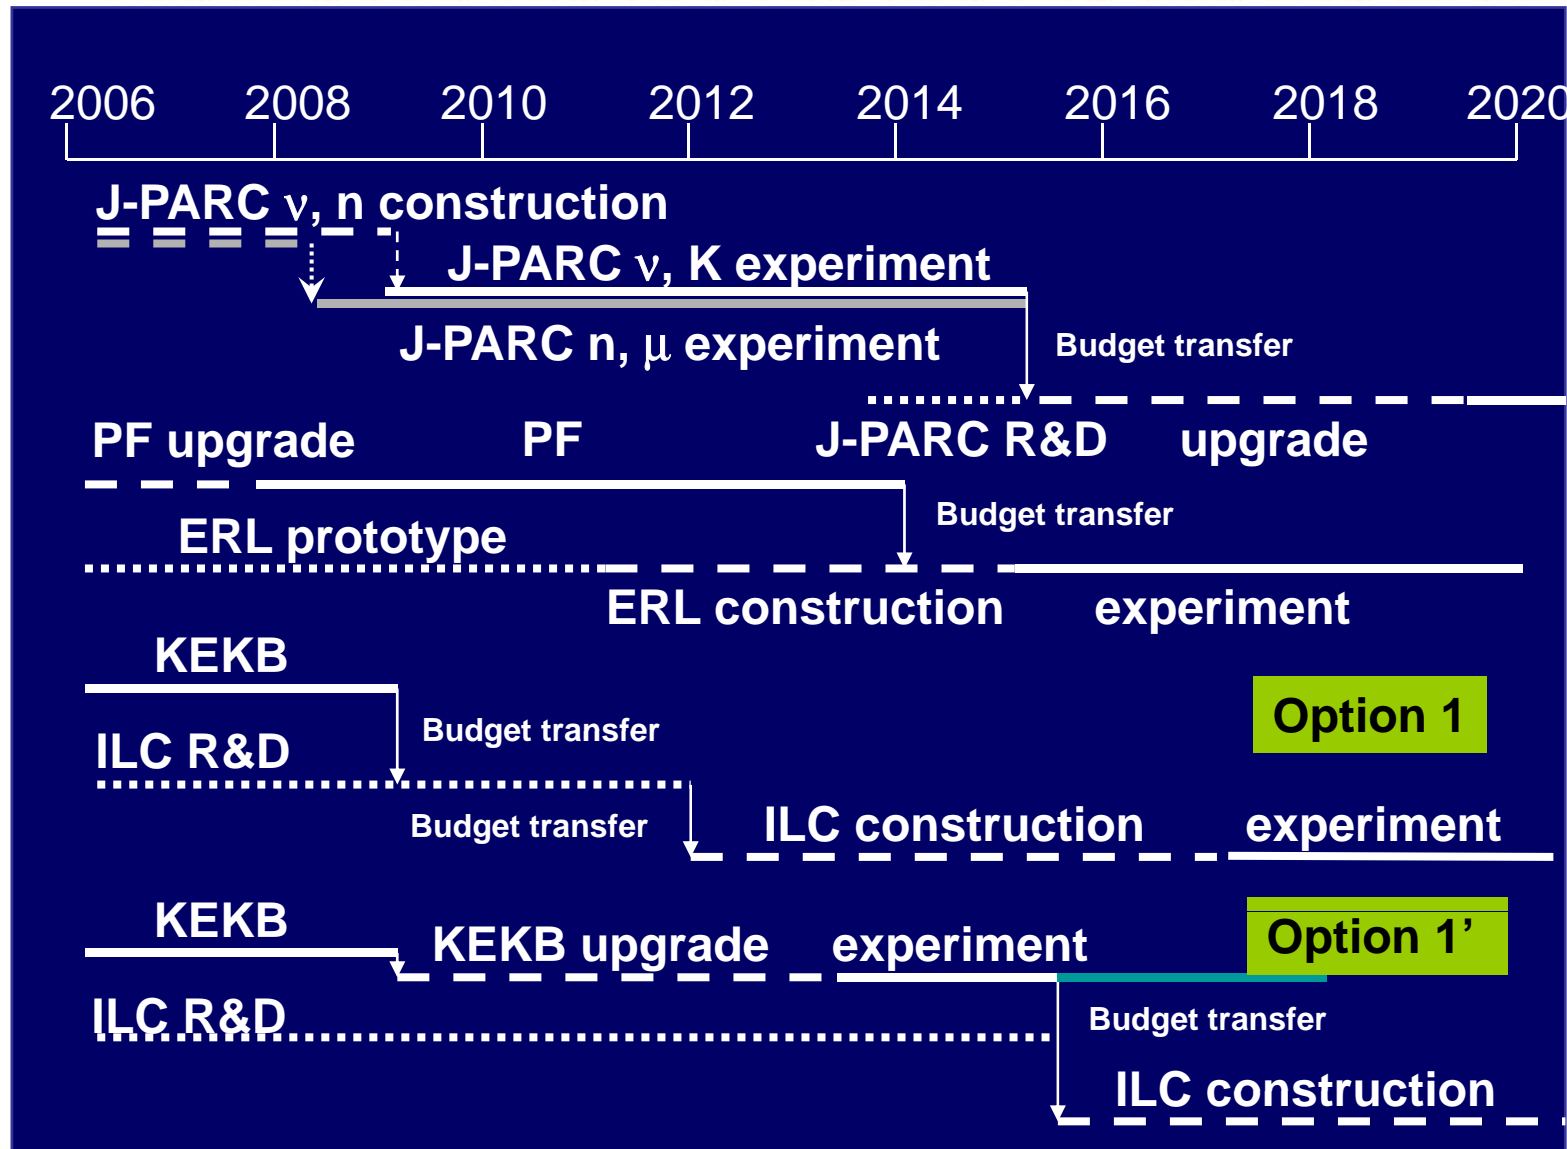 2006 2008 2010 2012 2014 2016 2018 2020
J-PARC ν, n construction
J-PARC ν, K experiment
J-PARC n, μ experiment
Budget transfer
PF upgrade PF J-PARC R&D upgrade
Budget transfer
ERL prototype
ERL construction experiment
KEKB
Option 1
Budget transfer
ILC R&D
Budget transfer
ILC construction experiment
KEKB
KEKB upgrade experiment
Option 1’
ILC R&D
Budget transfer
ILC construction